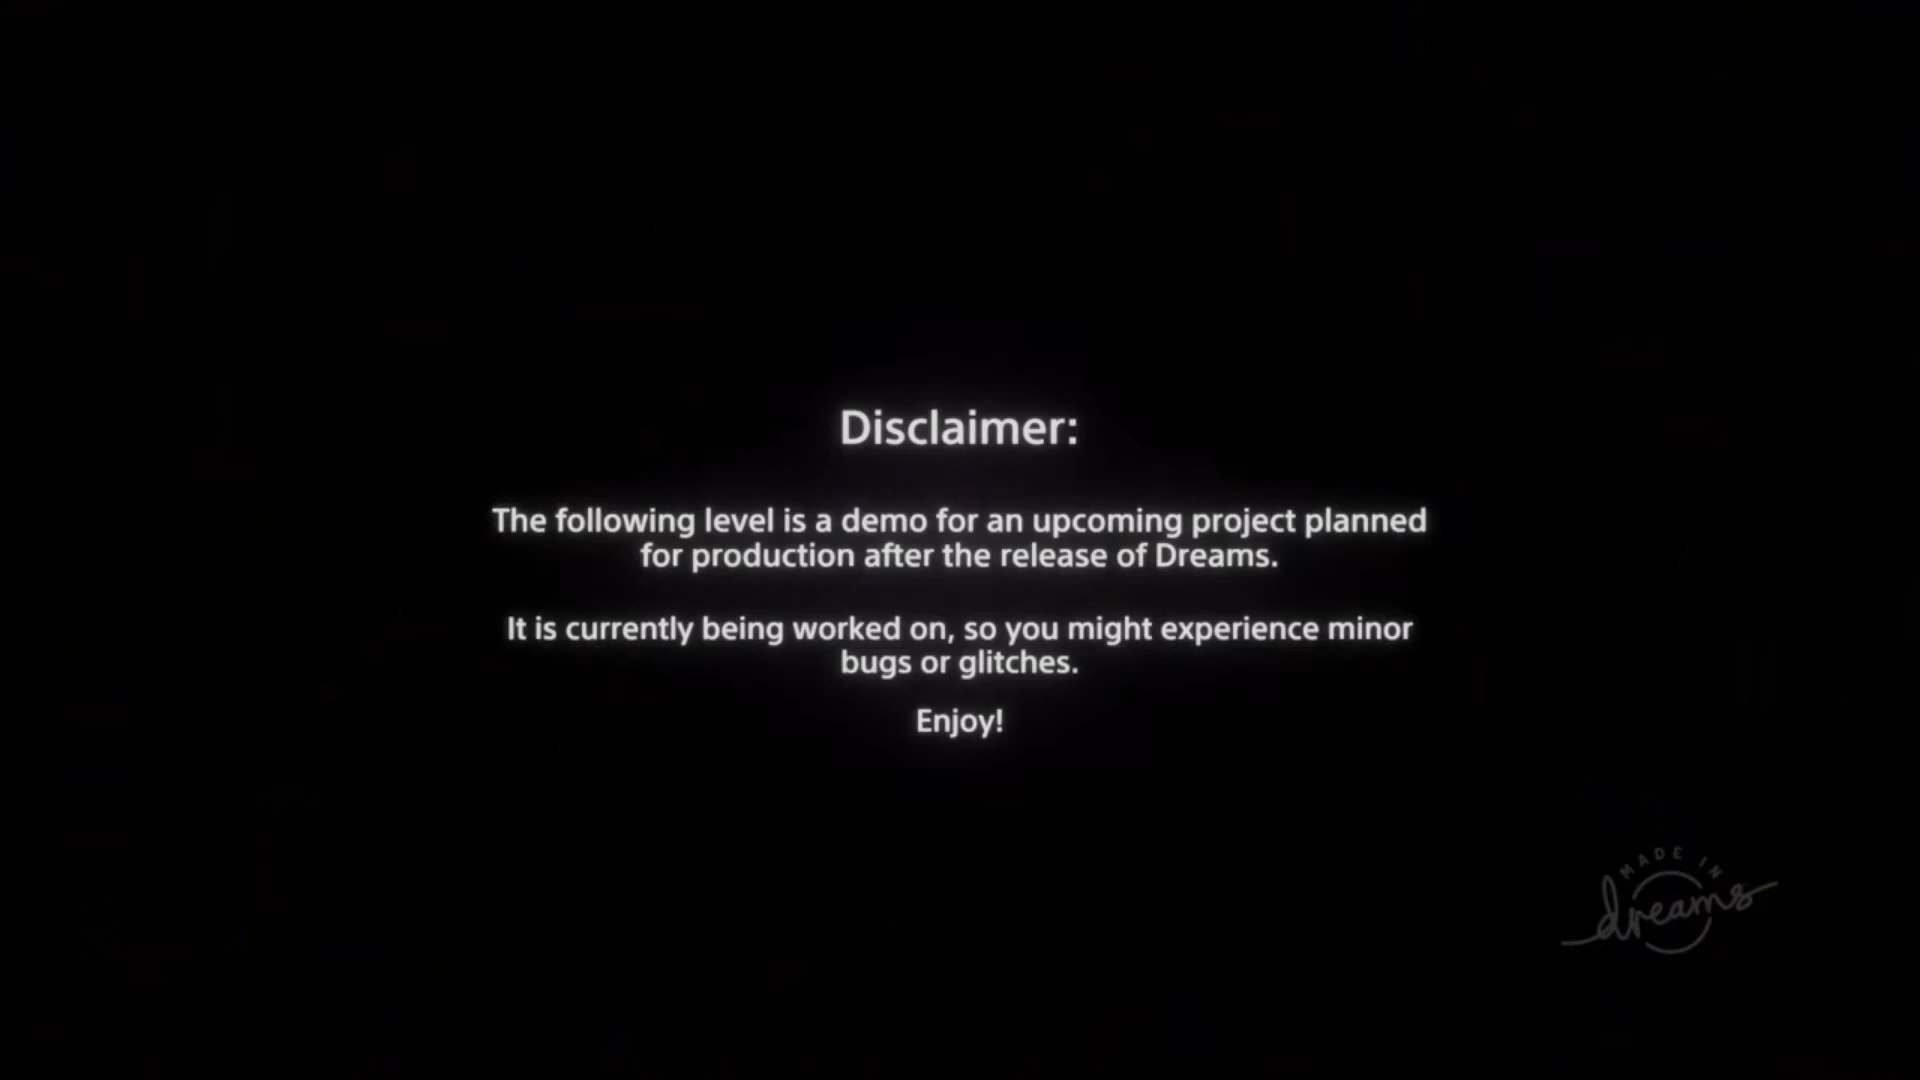 Disclaimer:
The following level is a demo for an upcoming project planned
for production after the release of Dreams.
It is currently being worked on, so you might experience minor
bugs or glitches.
Enjoy!
MADE IN
dreams